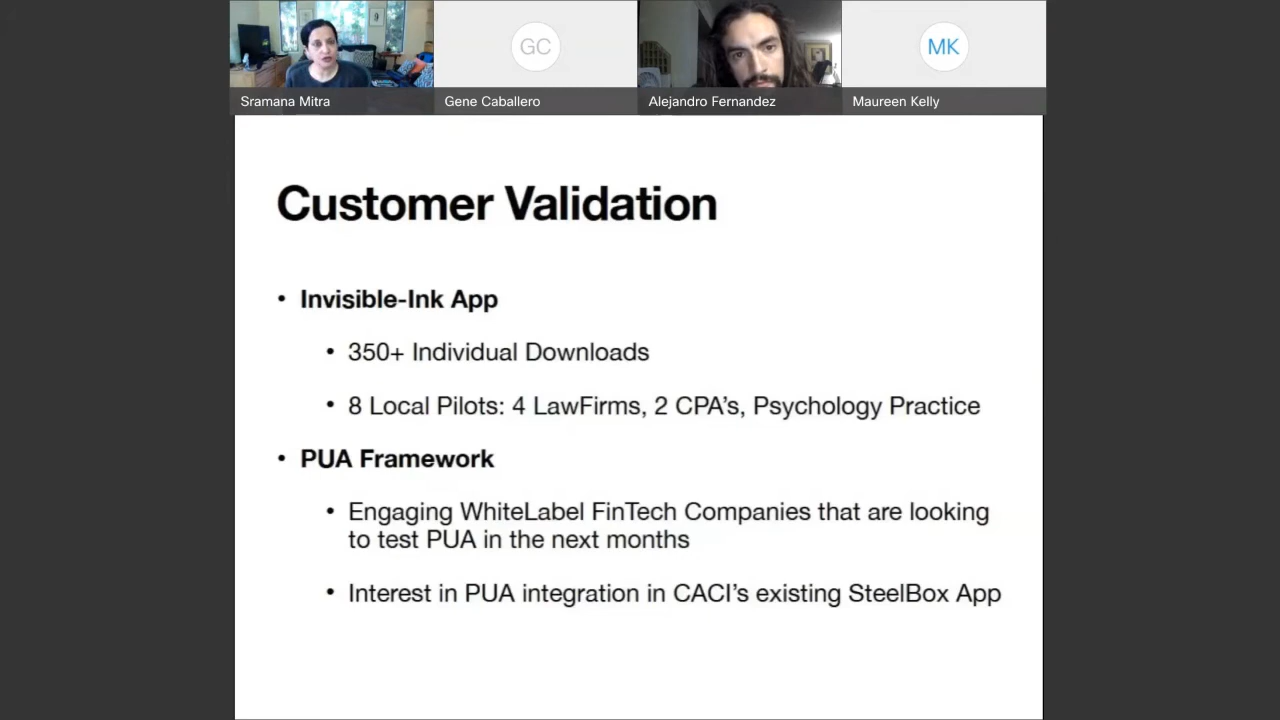 GC
MK
Sramana Mitra
Gene Caballero
Alejandro Fernandez
Maureen Kelly
Customer Validation
• Invisible-Ink App
• 350+ Individual Downloads
• 8 Local Pilots: 4 LawFirms, 2 CPA's, Psychology Practice
• PUA Framework
• Engaging WhiteLabel FinTech Companies that are looking
to test PUA in the next months
• Interest in PUA integration in CACI's existing SteelBox App